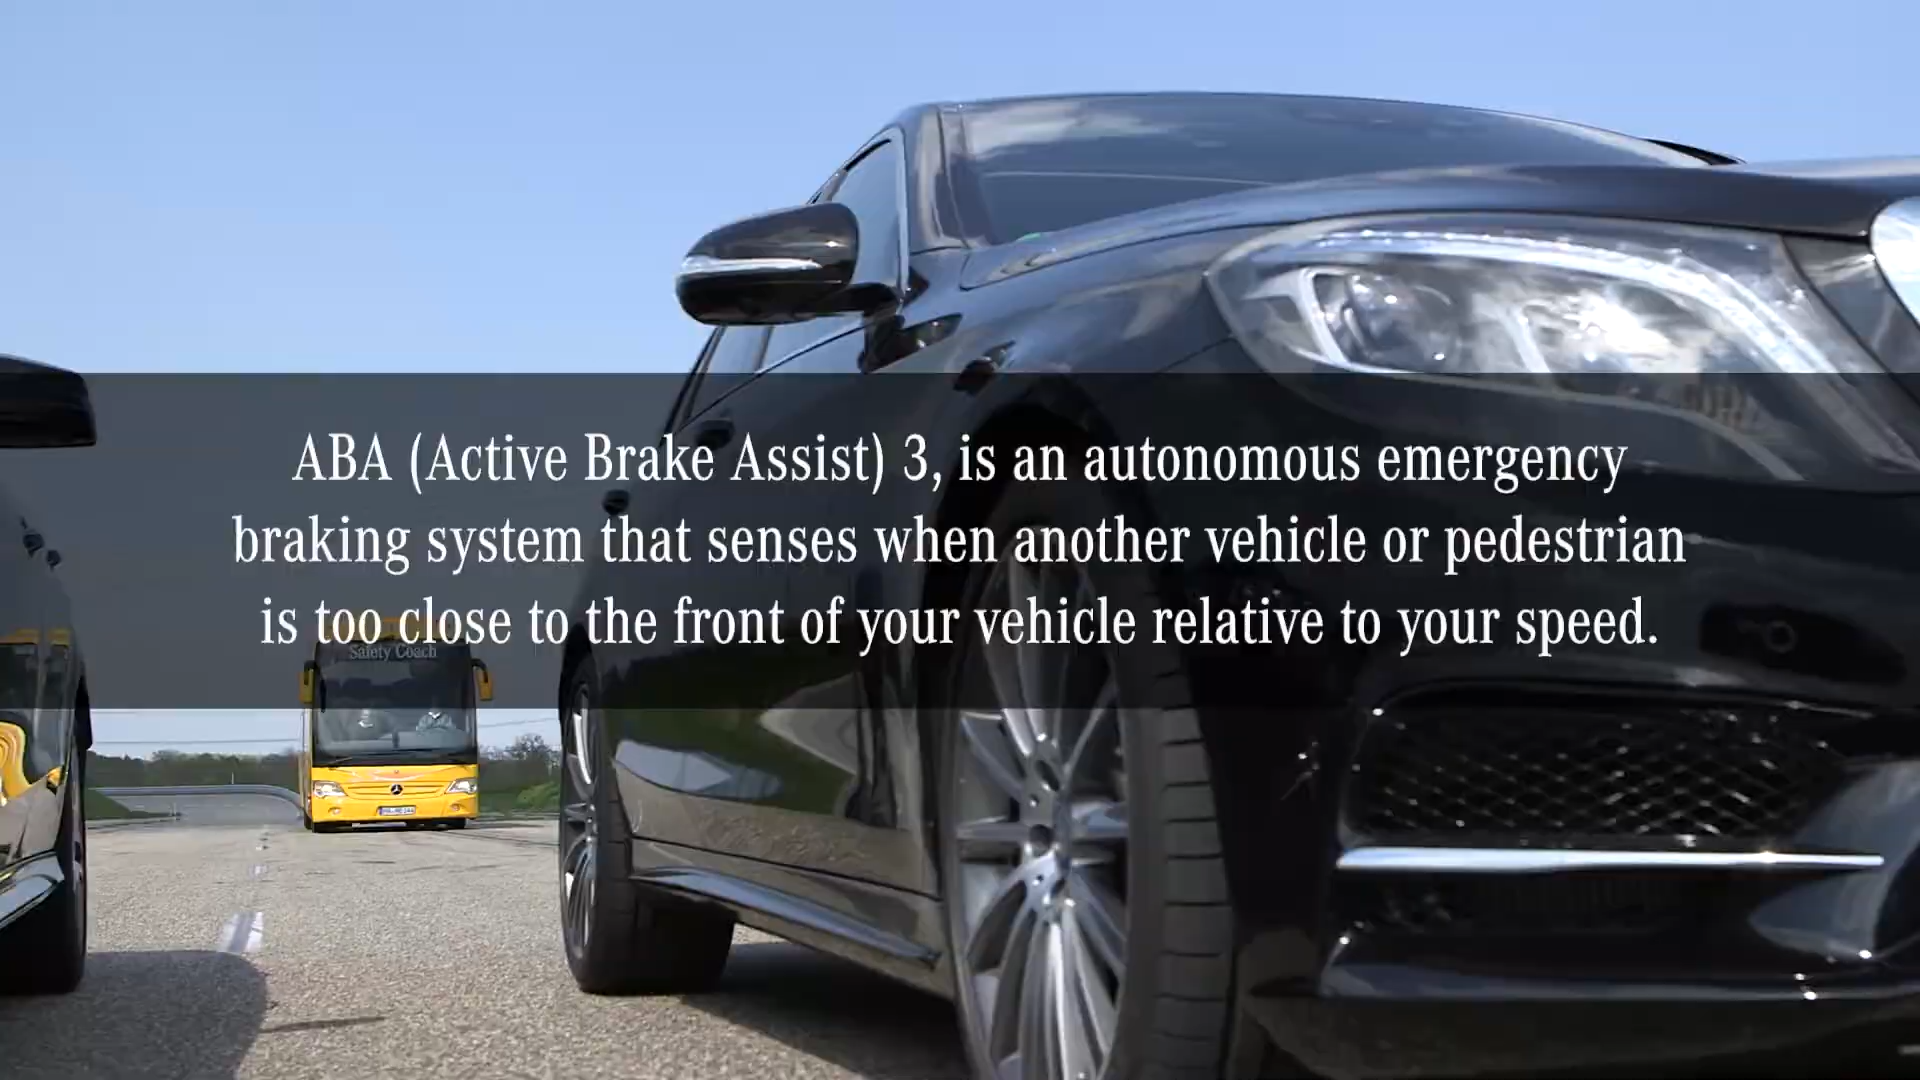 ABA (Active Brake Assist) 3, is an autonomous emergency
braking system that senses when another vehicle or pedestrian
is too close to the front of your vehicle relative to your speed.
Safety Coach